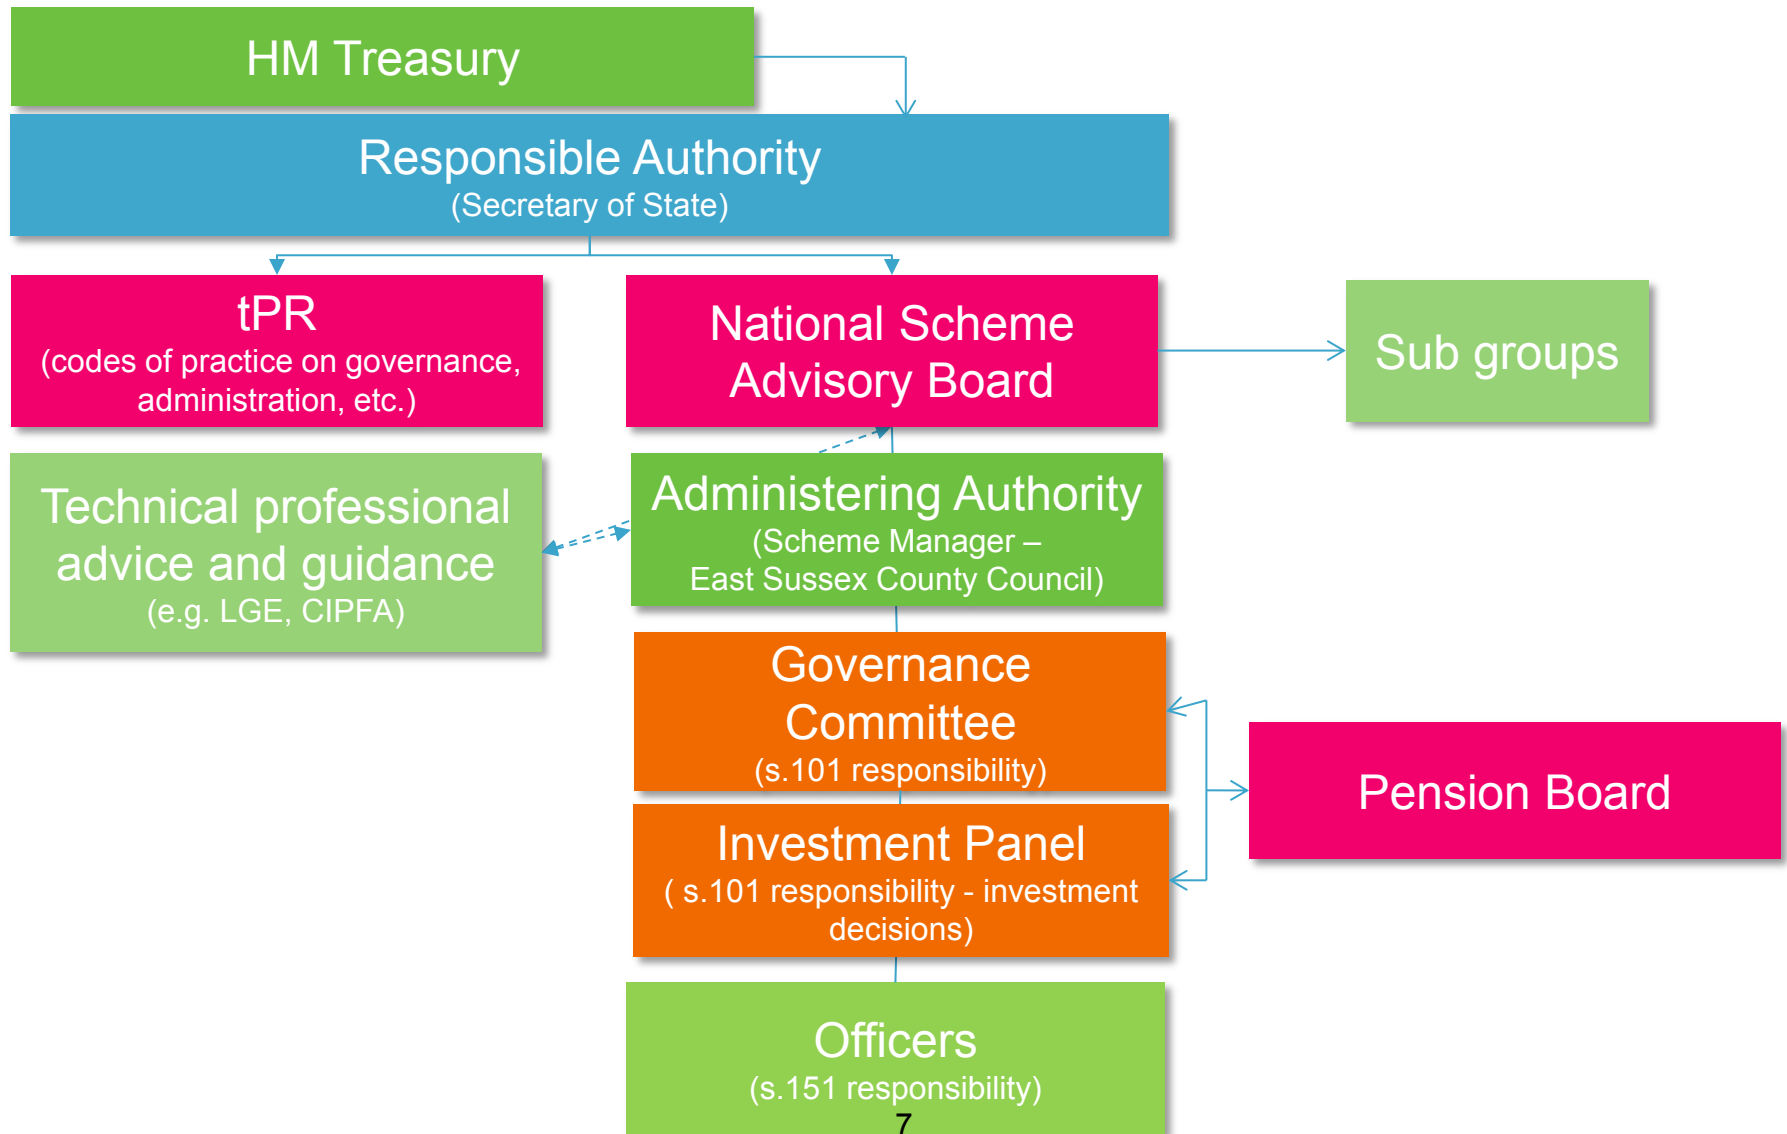 HM Treasury
Responsible Authority
(Secretary of State)
tPR
(codes of practice on governance,
administration, etc.)
National Scheme
Advisory Board
Sub groups
Technical professional
advice and guidance
(e.g. LGE, CIPFA)
Administering Authority
(Scheme Manager –
East Sussex County Council)
Governance
Committee
(s.101 responsibility)
Pension Board
Investment Panel
( s.101 responsibility - investment
decisions)
Officers
(s.151 responsibility)
7